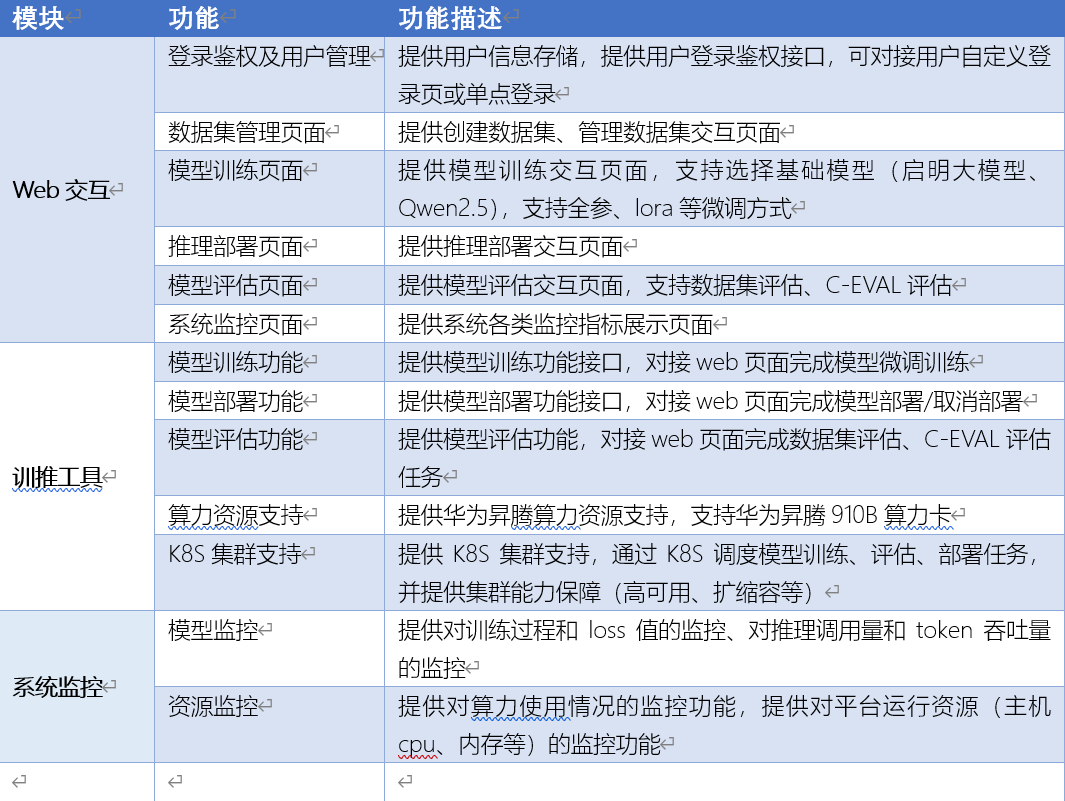 模块 功能 功能描述
登录鉴权及用户管理 提供用户信息存储，提供用户登录鉴权接口，可对接用户自定义登
录页或单点登录
数据集管理页面 提供创建数据集、管理数据集交互页面
模型训练页面 提供模型训练交互页面，支持选择基础模型（启明大模型、
Web 交互
Qwen2.5），支持全参、lora 等微调方式
推理部署页面 提供推理部署交互页面
模型评估页面 提供模型评估交互页面，支持数据集评估、C-EVAL 评估
系统监控页面 提供系统各类监控指标展示页面
模型训练功能 提供模型训练功能接口，对接 web 页面完成模型微调训练
模型部署功能 提供模型部署功能接口，对接 web 页面完成模型部署/取消部署
模型评估功能 提供模型评估功能，对接 web 页面完成数据集评估、C-EVAL 评估
训推工具 任务
算力资源支持 提供华为昇腾算力资源支持，支持华为昇腾 910B 算力卡
K8S 集群支持 提供 K8S 集群支持，通过 K8S 调度模型训练、评估、部署任务，
并提供集群能力保障（高可用、扩缩容等）
模型监控 提供对训练过程和 loss 值的监控、对推理调用量和 token 吞吐量
的监控
系统监控
资源监控 提供对算力使用情况的监控功能，提供对平台运行资源（主机
cpu、内存等）的监控功能